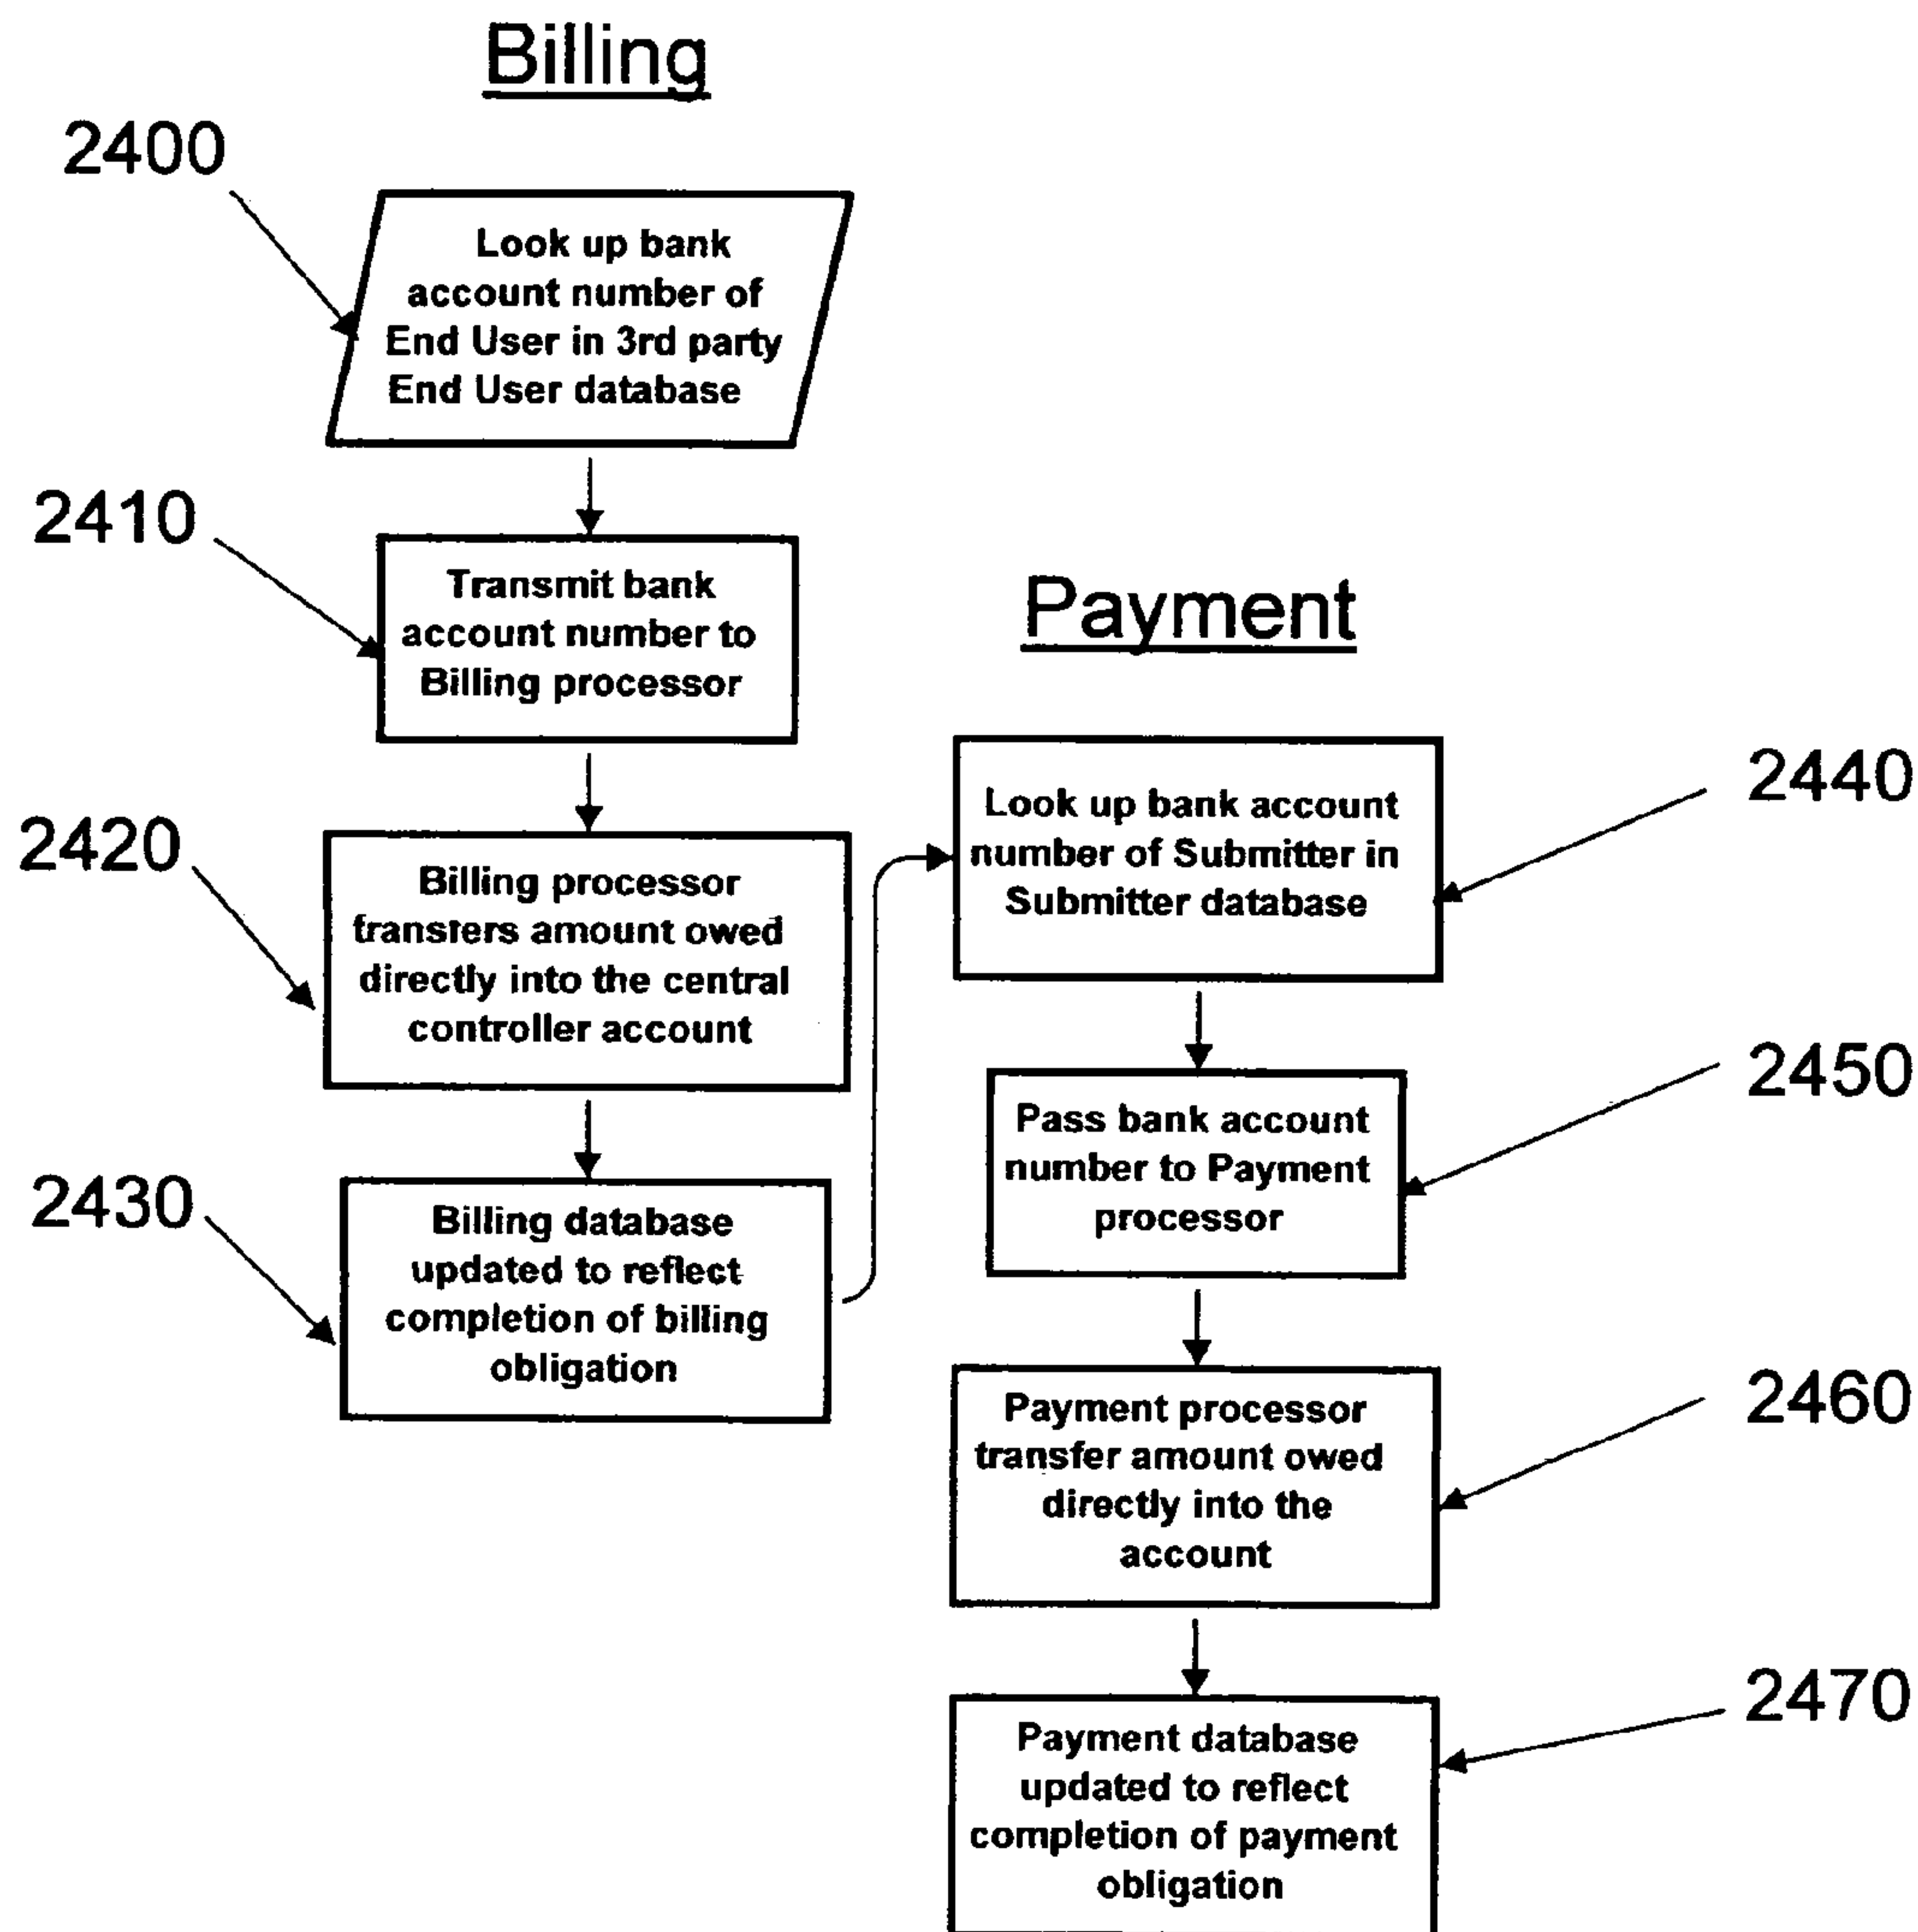 Billing
2400
Look up bank
account number of
End User in 3rd party
End User database
2410
Transmit bank
account number to
Billing processor
2420
Billing processor
transfers amount owed
directly into the central
controller account
2430
Billing database
updated to reflect
completion of billing
obligation
Payment
2440
Look up bank account
number of Submitter in
Submitter database
2450
Pass bank account
number to Payment
processor
2460
Payment processor
transfer amount owed
directly into the
account
2470
Payment database
updated to reflect
completion of payment
obligation